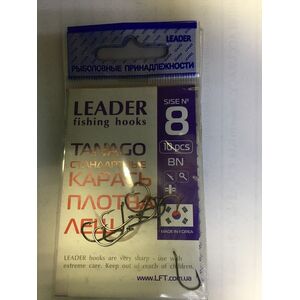 LEADER
РЫБОЛОВНЫЕ ПРИНАДЛЕЖНОСТИ
LEADER
fishing hooks
SISE №
8
10 pcs
BN
TANAGO
СТАНДАРТНЫЕ
КАРАСЬ
ПЛОТВА
ЛЕЩ
MADE IN KOREA
LEADER hooks are very sharp - use with
extreme care. Keep out of reach of children.
www.LFT.com.ua